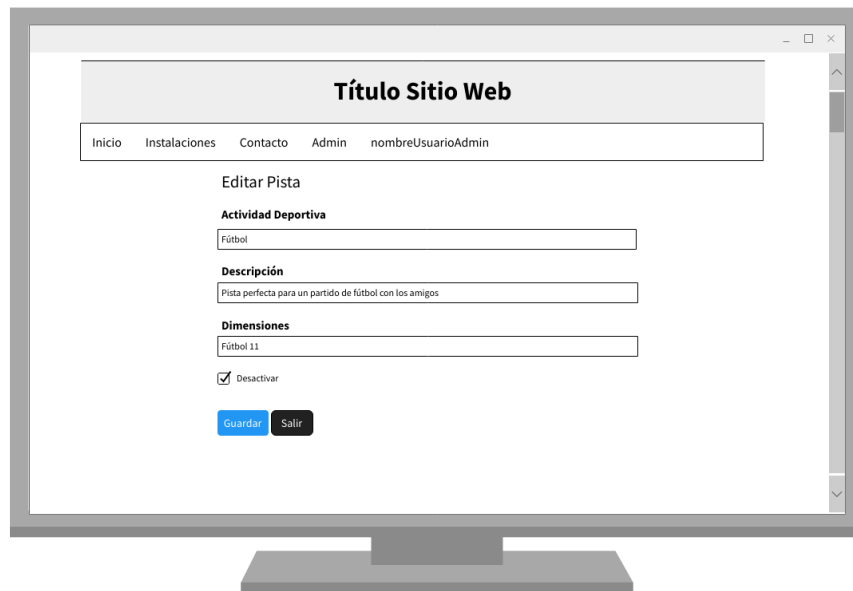 Título Sitio Web
Inicio Instalaciones Contacto Admin nombreUsuarioAdmin
Editar Pista
Actividad Deportiva
Fútbol
Descripción
Pista perfecta para un partido de fútbol con los amigos
Dimensiones
Fútbol 11
Desactivar
Guardar Salir